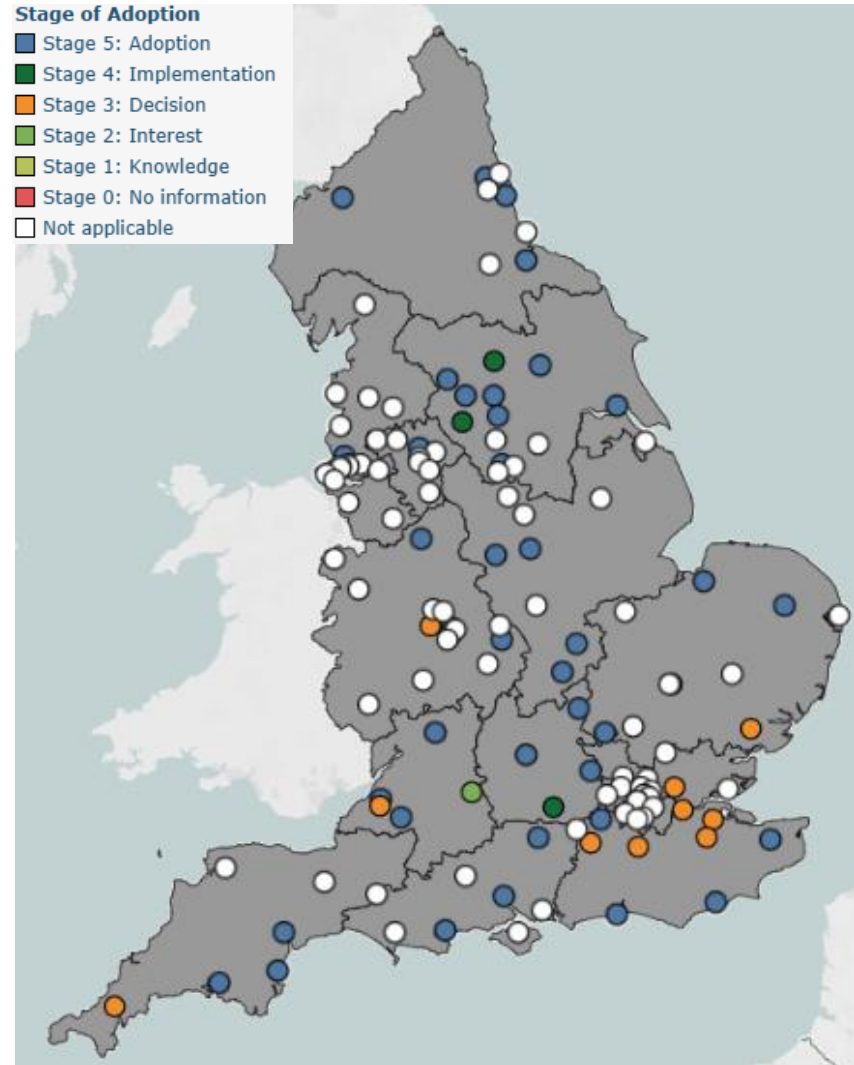 Stage of Adoption
Stage 5: Adoption
Stage 4: Implementation
Stage 3: Decision
Stage 2: Interest
Stage 1: Knowledge
Stage 0: No information
Not applicable